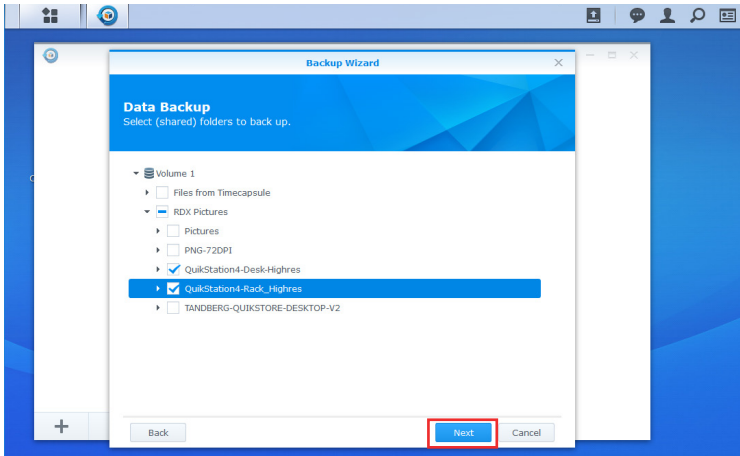 Backup Wizard
Data Backup
Select (shared) folders to back up.
Volume 1
Files from Timecapsule
RDX Pictures
Pictures
PNG-72DPI
QuikStation4-Desk-Highres
QuikStation4-Rack_Highres
TANDBERG-QUIKSTORE-DESKTOP-V2
Back
Next
Cancel